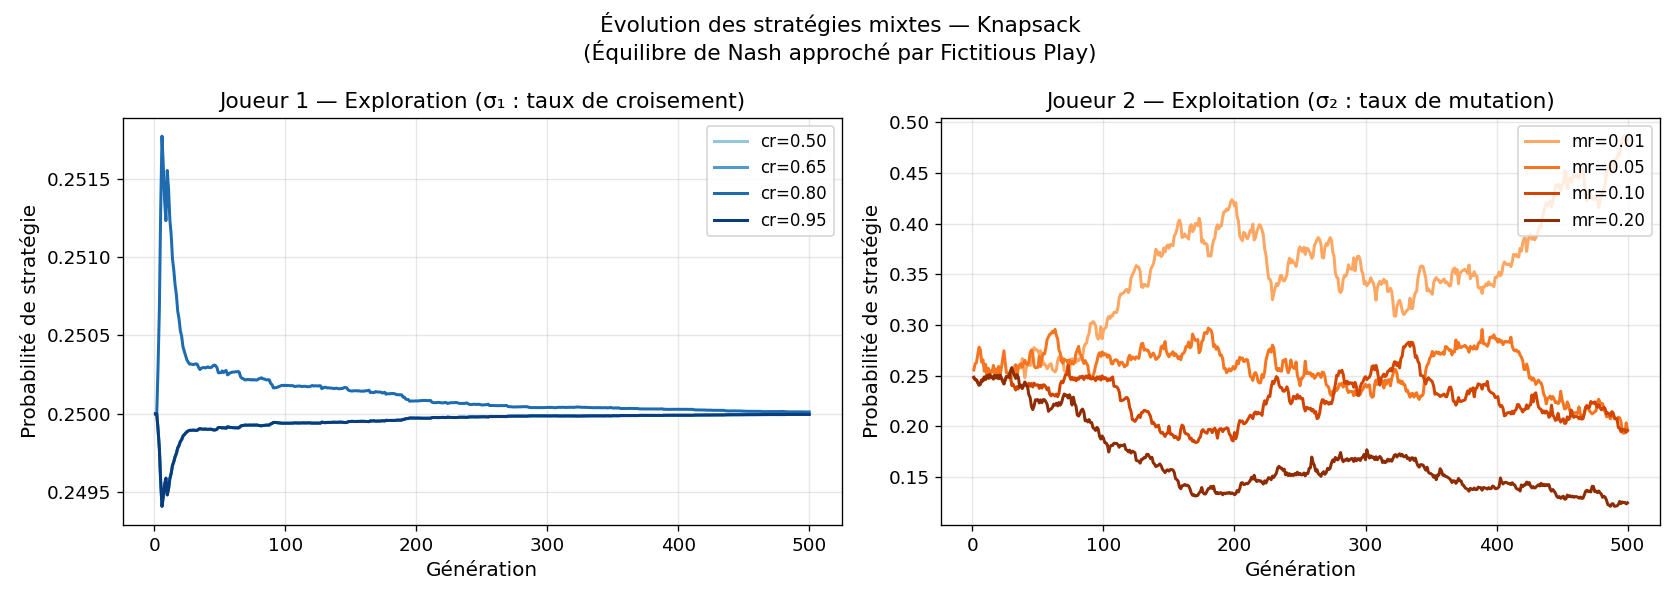 Évolution des stratégies mixtes — Knapsack
(Équilibre de Nash approché par Fictitious Play)
Joueur 1 — Exploration (σ₁ : taux de croisement)
Probabilité de stratégie
0.2515
0.2510
0.2505
0.2500
0.2495
cr=0.50
cr=0.65
cr=0.80
cr=0.95
0
100
200
300
400
500
Génération
Joueur 2 — Exploitation (σ₂ : taux de mutation)
Probabilité de stratégie
0.50
0.45
0.40
0.35
0.30
0.25
0.20
0.15
mr=0.01
mr=0.05
mr=0.10
mr=0.20
0
100
200
300
400
500
Génération